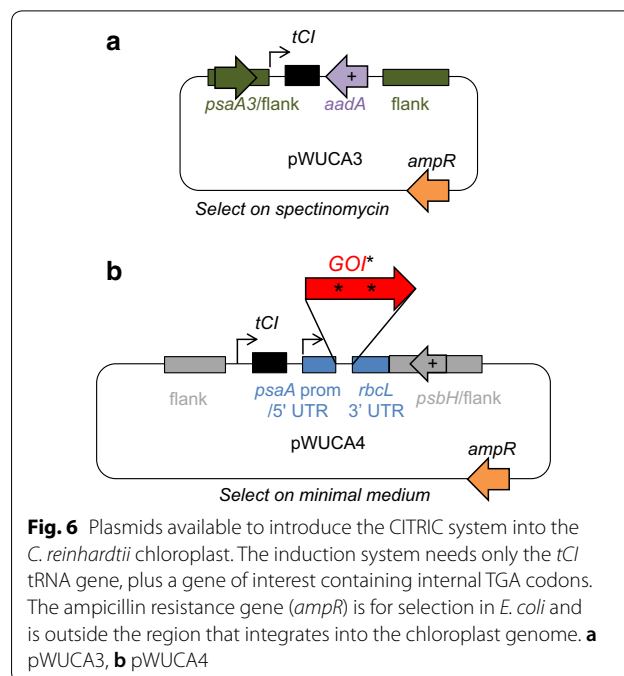 a
tCI
+
psaA3/flank
aadA
flank
pWUCA3
ampR
Select on spectinomycin
b
GOI*
* *
tCI
+
flank
psaA prom
/5' UTR
rbcL
3' UTR
psbH/flank
pWUCA4
ampR
Select on minimal medium
Fig. 6 Plasmids available to introduce the CITRIC system into the
C. reinhardtii chloroplast. The induction system needs only the tCI
tRNA gene, plus a gene of interest containing internal TGA codons.
The ampicillin resistance gene (ampR) is for selection in E. coli and
is outside the region that integrates into the chloroplast genome. a
pWUCA3, b pWUCA4